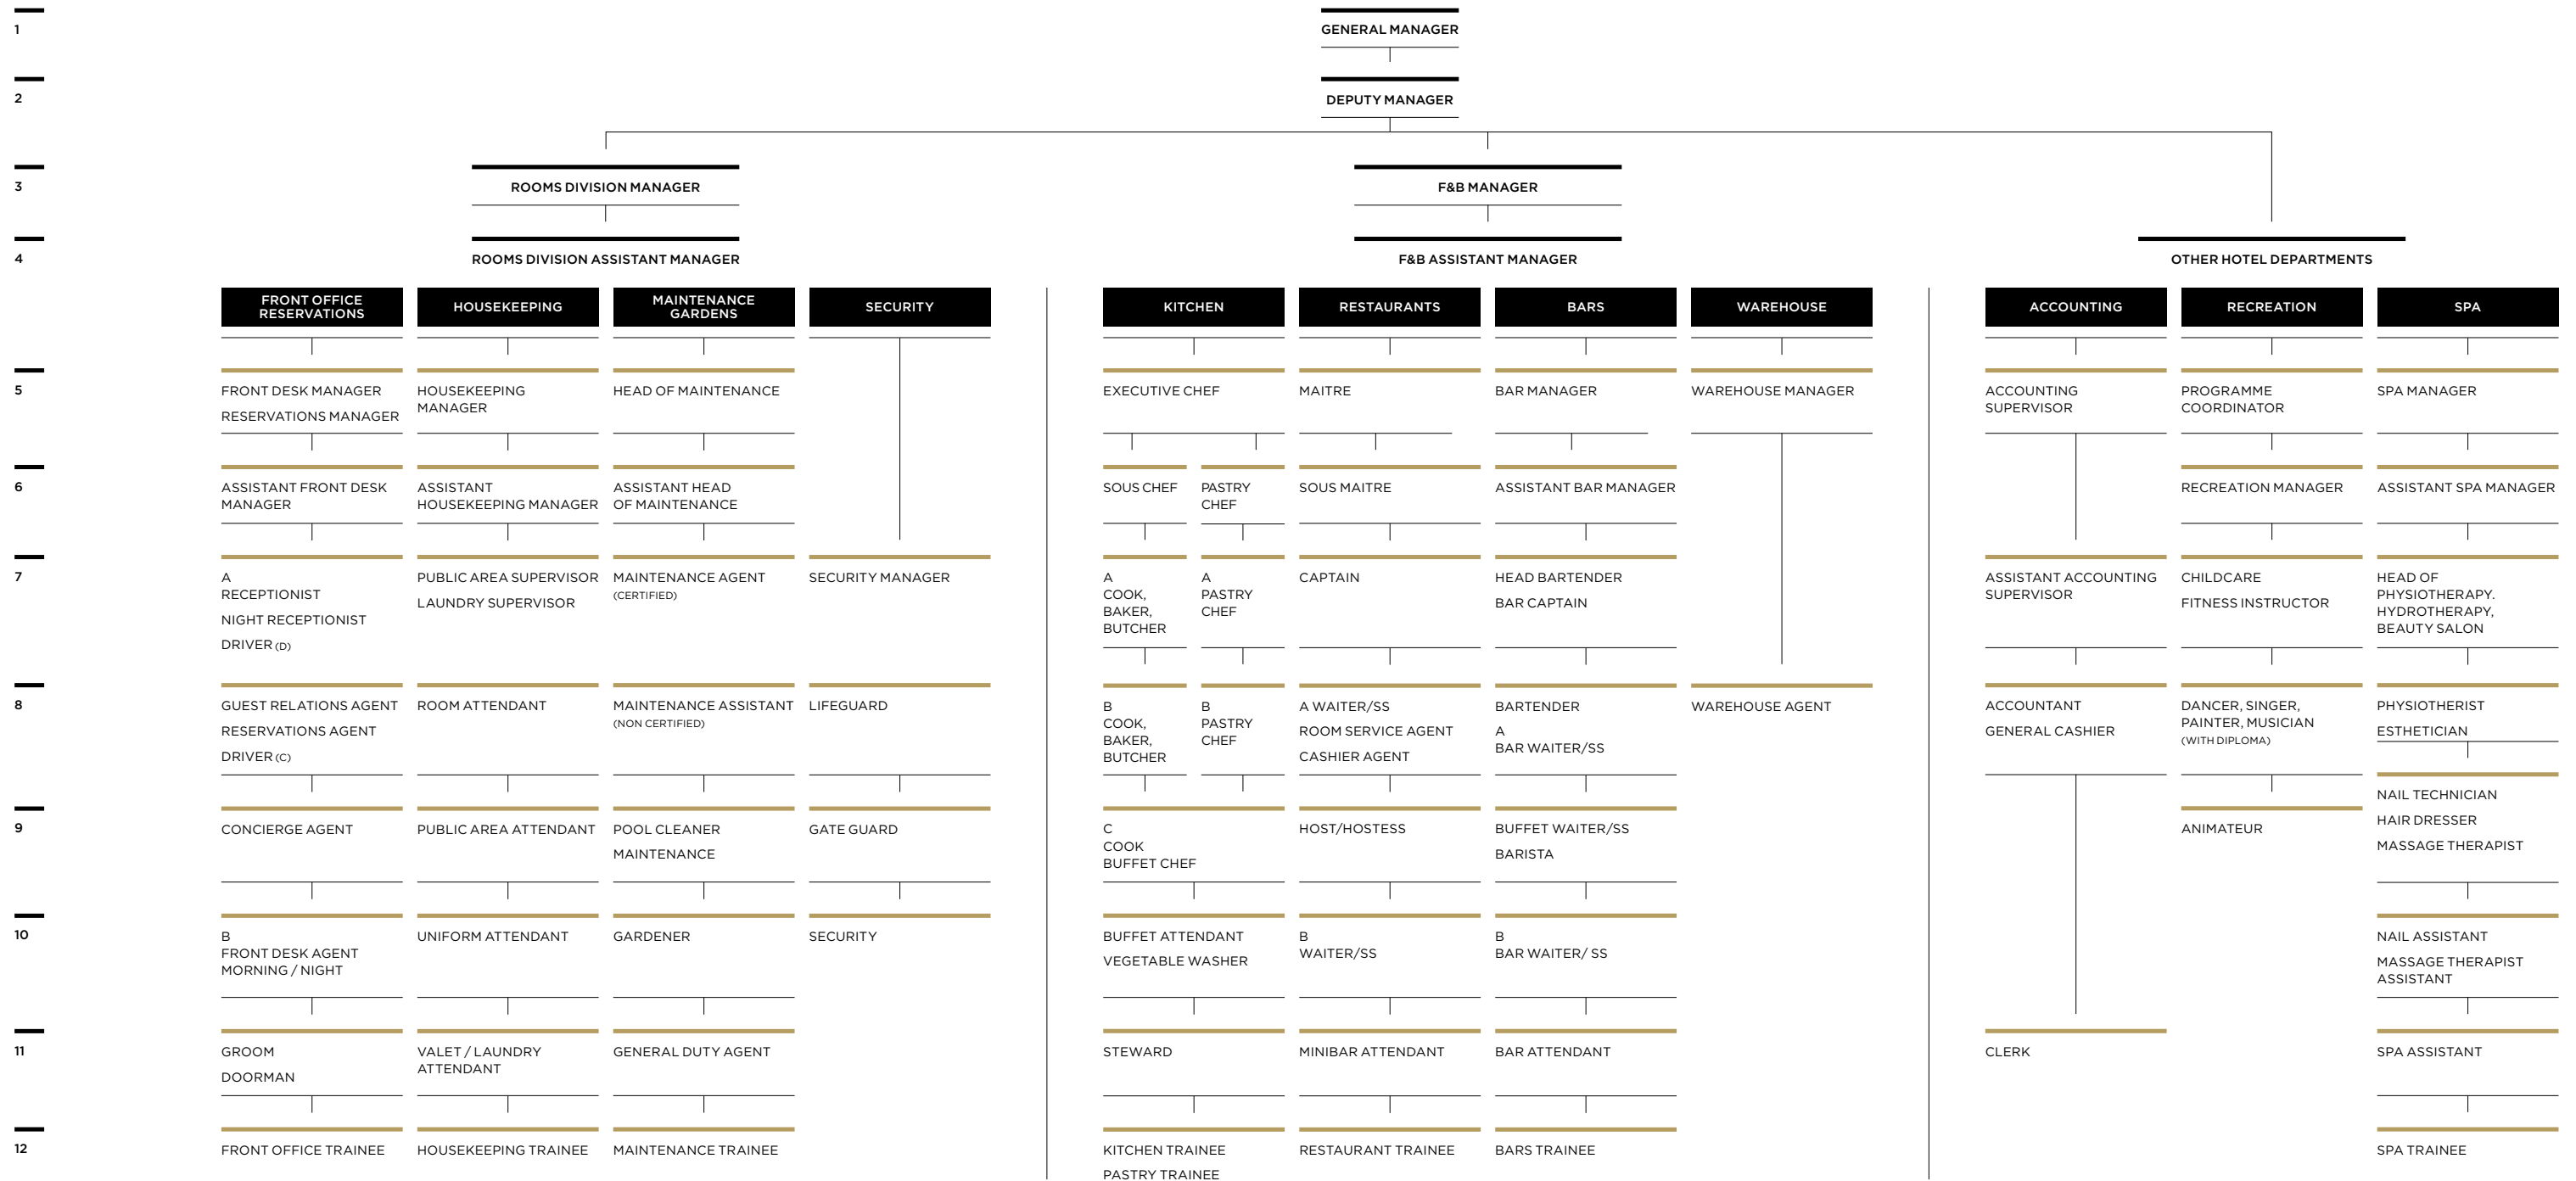 1
GENERAL MANAGER
2
DEPUTY MANAGER
3
ROOMS DIVISION MANAGER
F&B MANAGER
4
ROOMS DIVISION ASSISTANT MANAGER
F&B ASSISTANT MANAGER
OTHER HOTEL DEPARTMENTS
FRONT OFFICE
RESERVATIONS
HOUSEKEEPING
MAINTENANCE
GARDENS
SECURITY
KITCHEN
RESTAURANTS
BARS
WAREHOUSE
ACCOUNTING
RECREATION
SPA
5
FRONT DESK MANAGER
RESERVATIONS MANAGER
HOUSEKEEPING
MANAGER
HEAD OF MAINTENANCE
EXECUTIVE CHEF
MAITRE
BAR MANAGER
WAREHOUSE MANAGER
ACCOUNTING
SUPERVISOR
PROGRAMME
COORDINATOR
SPA MANAGER
6
ASSISTANT FRONT DESK
MANAGER
ASSISTANT
HOUSEKEEPING MANAGER
ASSISTANT HEAD
OF MAINTENANCE
SOUS CHEF
PASTRY
CHEF
SOUS MAITRE
ASSISTANT BAR MANAGER
RECREATION MANAGER
ASSISTANT SPA MANAGER
7
A
RECEPTIONIST
NIGHT RECEPTIONIST
DRIVER (D)
PUBLIC AREA SUPERVISOR
LAUNDRY SUPERVISOR
MAINTENANCE AGENT
(CERTIFIED)
SECURITY MANAGER
A
COOK,
BAKER,
BUTCHER
A
PASTRY
CHEF
CAPTAIN
HEAD BARTENDER
BAR CAPTAIN
ASSISTANT ACCOUNTING
SUPERVISOR
CHILDCARE
FITNESS INSTRUCTOR
HEAD OF
PHYSIOTHERAPY.
HYDROTHERAPY,
BEAUTY SALON
8
GUEST RELATIONS AGENT
RESERVATIONS AGENT
DRIVER (C)
ROOM ATTENDANT
MAINTENANCE ASSISTANT
(NON CERTIFIED)
LIFEGUARD
B
COOK,
BAKER,
BUTCHER
B
PASTRY
CHEF
A WAITER/SS
ROOM SERVICE AGENT
CASHIER AGENT
BARTENDER
A
BAR WAITER/SS
WAREHOUSE AGENT
ACCOUNTANT
GENERAL CASHIER
DANCER, SINGER,
PAINTER, MUSICIAN
(WITH DIPLOMA)
PHYSIOTHERIST
ESTHETICIAN
9
CONCIERGE AGENT
PUBLIC AREA ATTENDANT
POOL CLEANER
MAINTENANCE
GATE GUARD
C
COOK
BUFFET CHEF
HOST/HOSTESS
BUFFET WAITER/SS
BARISTA
ANIMATEUR
NAIL TECHNICIAN
HAIR DRESSER
MASSAGE THERAPIST
10
B
FRONT DESK AGENT
MORNING / NIGHT
UNIFORM ATTENDANT
GARDENER
SECURITY
BUFFET ATTENDANT
VEGETABLE WASHER
B
WAITER/SS
B
BAR WAITER/ SS
NAIL ASSISTANT
MASSAGE THERAPIST
ASSISTANT
11
GROOM
DOORMAN
VALET / LAUNDRY
ATTENDANT
GENERAL DUTY AGENT
STEWARD
MINIBAR ATTENDANT
BAR ATTENDANT
CLERK
SPA ASSISTANT
12
FRONT OFFICE TRAINEE
HOUSEKEEPING TRAINEE
MAINTENANCE TRAINEE
KITCHEN TRAINEE
PASTRY TRAINEE
RESTAURANT TRAINEE
BARS TRAINEE
SPA TRAINEE